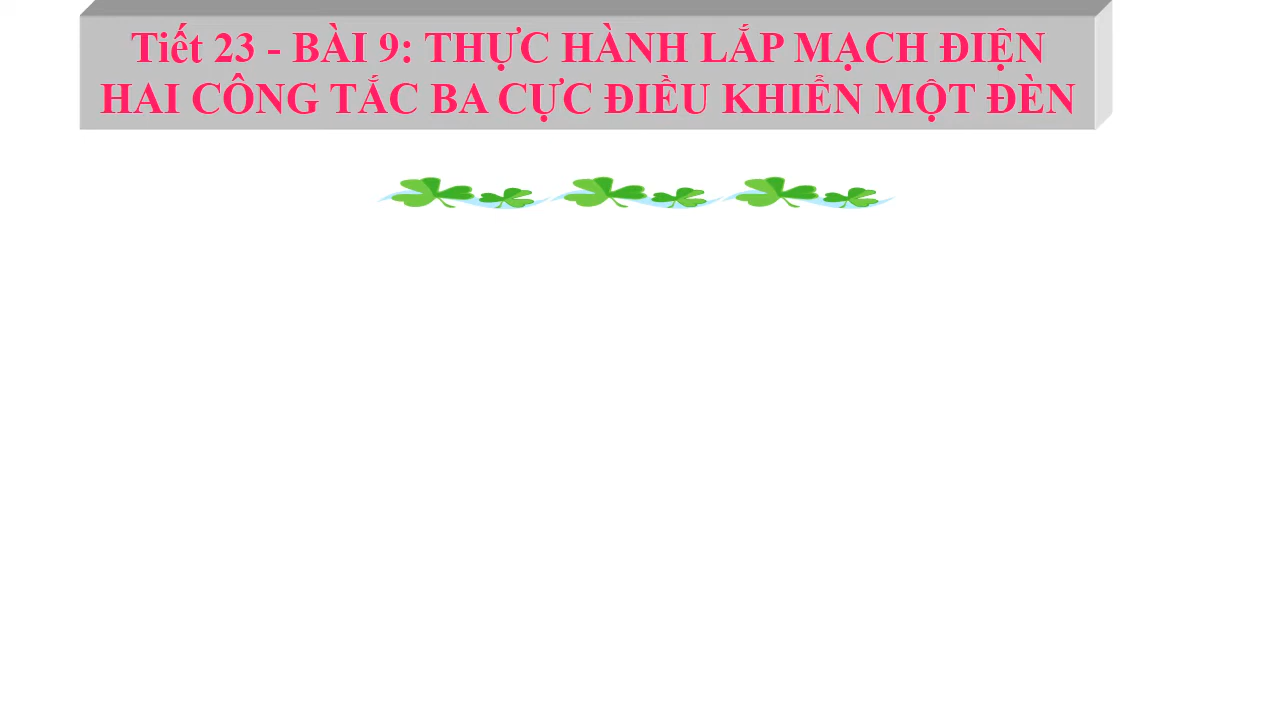 Tiết 23 - BÀI 9: THỰC HÀNH LẮP MẠCH ĐIỆN
HAI CÔNG TẮC BA CỰC ĐIỀU KHIỂN MỘT ĐÈN